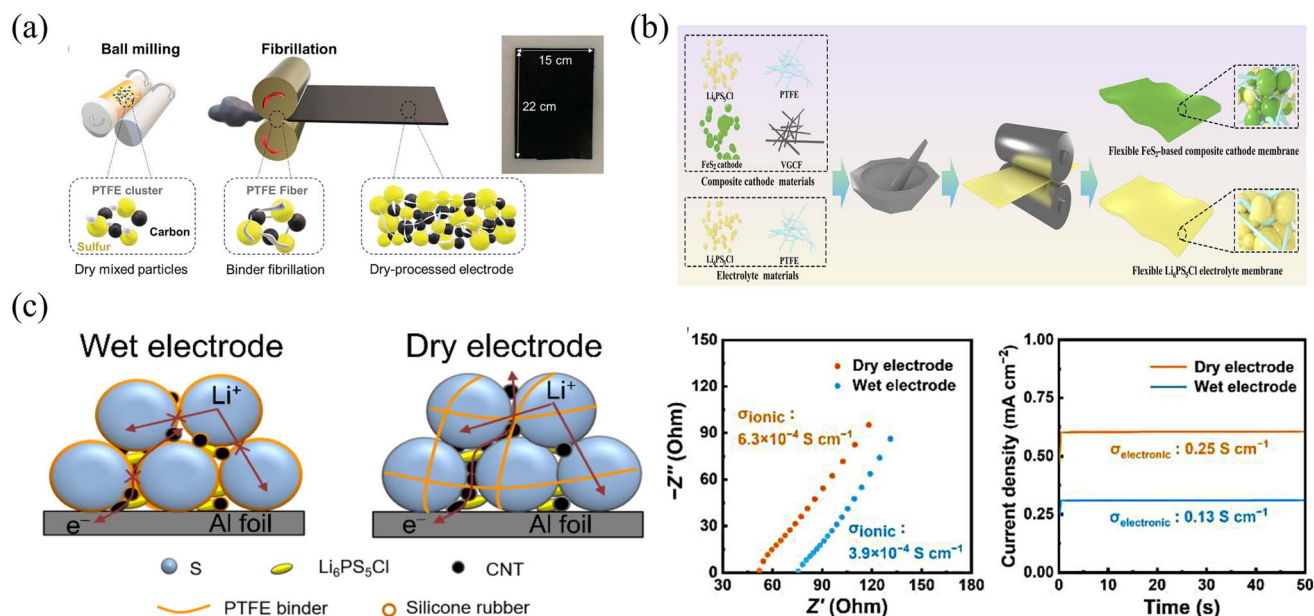 (a)
Ball milling
Fibrillation
15 cm
22 cm
PTFE cluster
Carbon
Sulfur
Dry mixed particles
PTFE Fiber
Binder fibrillation
Dry-processed electrode
(b)
Li₆PS₅Cl
PTFE
FeS₂ cathode
VGCF
Composite cathode materials
Li₆PS₅Cl
PTFE
Electrolyte materials
Flexible FeS₂-based composite cathode membrane
Flexible Li₆PS₅Cl electrolyte membrane
(c)
Wet electrode
Li⁺
e⁻
Al foil
Dry electrode
Li⁺
e⁻
Al foil
S
Li₆PS₅Cl
CNT
PTFE binder
Silicone rubber
−Z″ (Ohm)
150
120
90
60
30
0
Dry electrode
Wet electrode
σionic :
6.3×10⁻⁴ S cm⁻¹
σionic :
3.9×10⁻⁴ S cm⁻¹
30 60 90 120 150 180
Z′ (Ohm)
Current density (mA cm⁻²)
1.00
0.75
0.50
0.25
0.00
Dry electrode
Wet electrode
σelectronic : 0.25 S cm⁻¹
σelectronic : 0.13 S cm⁻¹
0 10 20 30 40 50
Time (s)